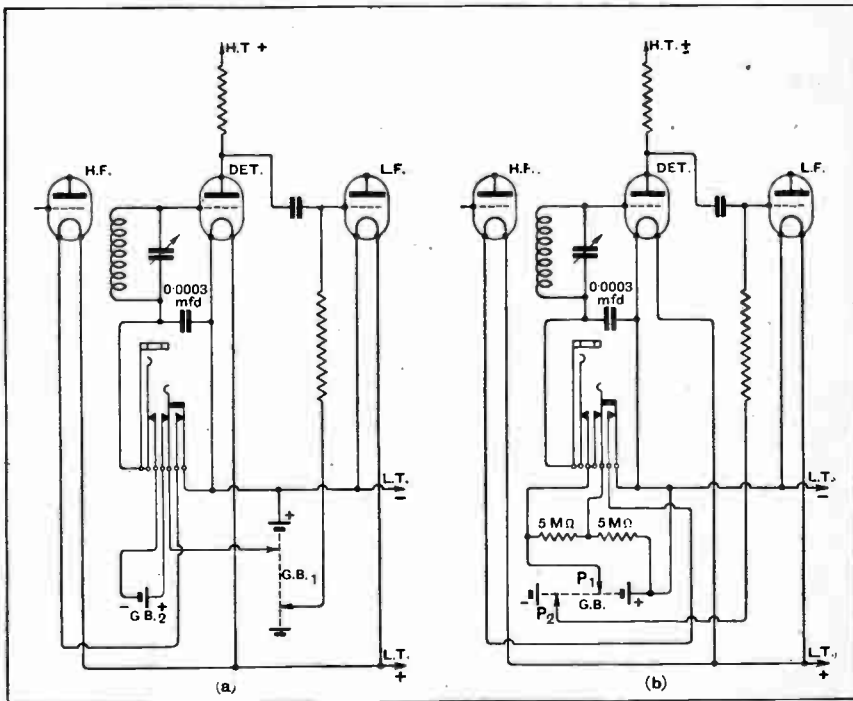 H.T +
H.F.
DET.
L.F.
0·0003
mfd
L.T.
−
+
G.B.1
− +
G.B.2
L.T.
+
(a)
H.T. ±
H.F.
DET.
L.F.
0·0003
mfd
L.T.
−
5 MΩ 5 MΩ
P1
− G.B. +
P2
L.T.
+
(b)